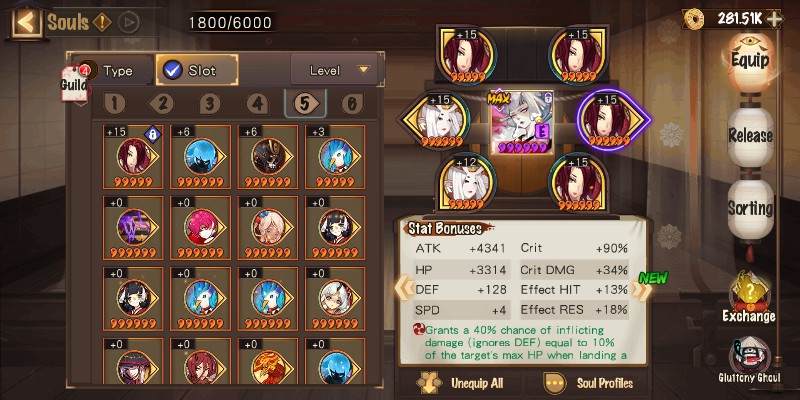 Souls
1800/6000
281.51K
Guild
4
Type
Slot
Level
1 2 3 4 5 6
+15 +6 +6 +3
+0 +0 +0 +0
+0 +0 +0 +0
+0 +0 +0 +0
+15 +15
+15 MAX +15
E
+12 +15
Stat Bonuses
ATK +4341 Crit +90%
HP +3314 Crit DMG +34%
DEF +128 Effect HIT +13%
SPD +4 Effect RES +18%
Grants a 40% chance of inflicting
damage (ignores DEF) equal to 10%
of the target's max HP when landing a
NEW
Unequip All
Soul Profiles
Equip
Release
Sorting
Exchange
Gluttony Ghoul